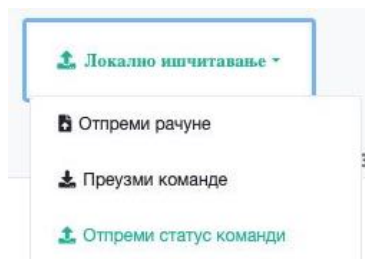 Локално ишчитавање
Отпреми рачуне
Преузми команде
Отпреми статус команди